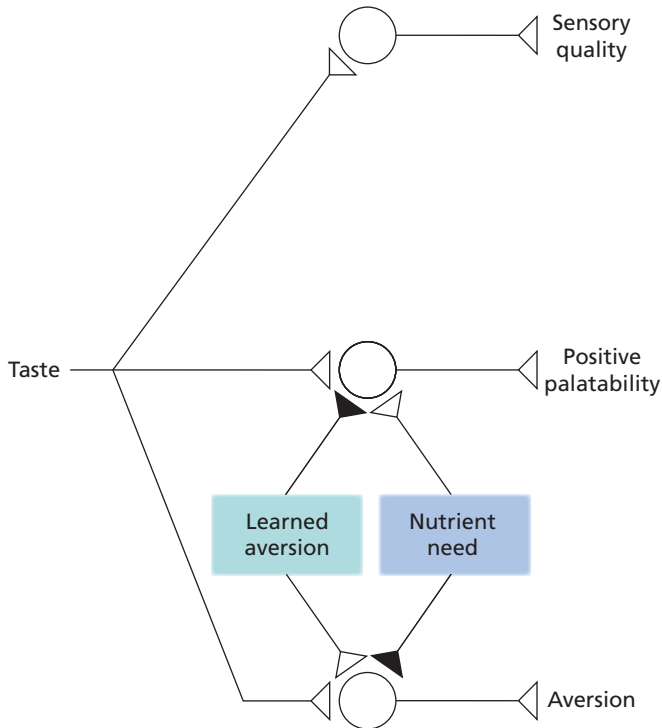 Sensory
quality
Taste
Positive
palatability
Learned
aversion
Nutrient
need
Aversion